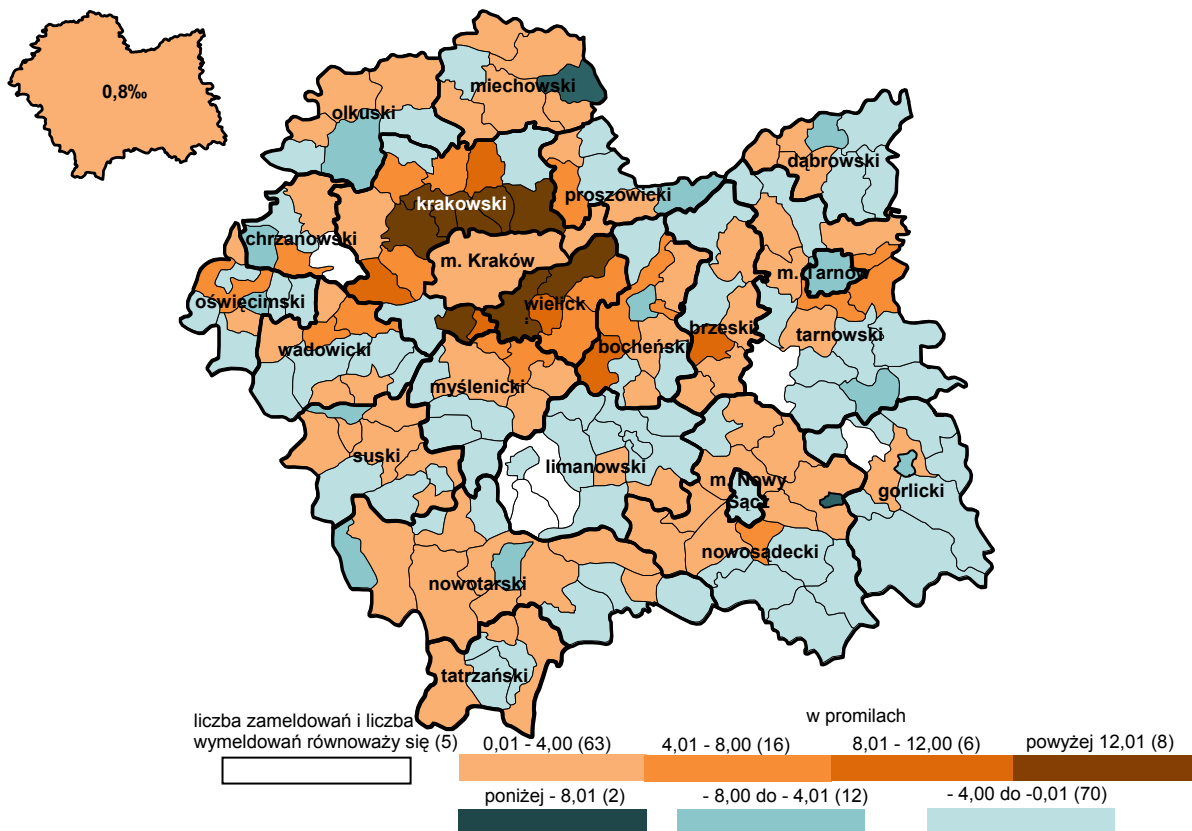 0,8‰
miechowski
olkuski
dąbrowski
proszowicki
krakowski
chrzanowski
m. Kraków
m. Tarnów
oświęcimski
wielick
:
wadowicki
bocheński
brzeski
tarnowski
myślenicki
suski
limanowski
m. Nowy
Sącz
gorlicki
nowosądecki
nowotarski
tatrzański
liczba zameldowań i liczba
wymeldowań równoważy się (5)
w promilach
0,01 - 4,00 (63)
4,01 - 8,00 (16)
8,01 - 12,00 (6)
powyżej 12,01 (8)
poniżej - 8,01 (2)
- 8,00 do - 4,01 (12)
- 4,00 do -0,01 (70)